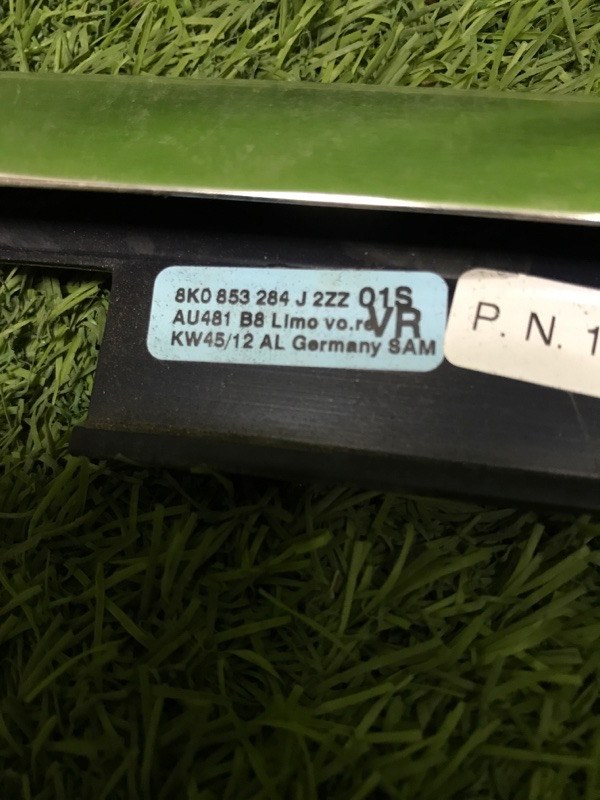 8K0 853 284 J 2ZZ 01S
AU481 B8 Limo vo.re VR
KW45/12 AL Germany SAM
P. N. 1